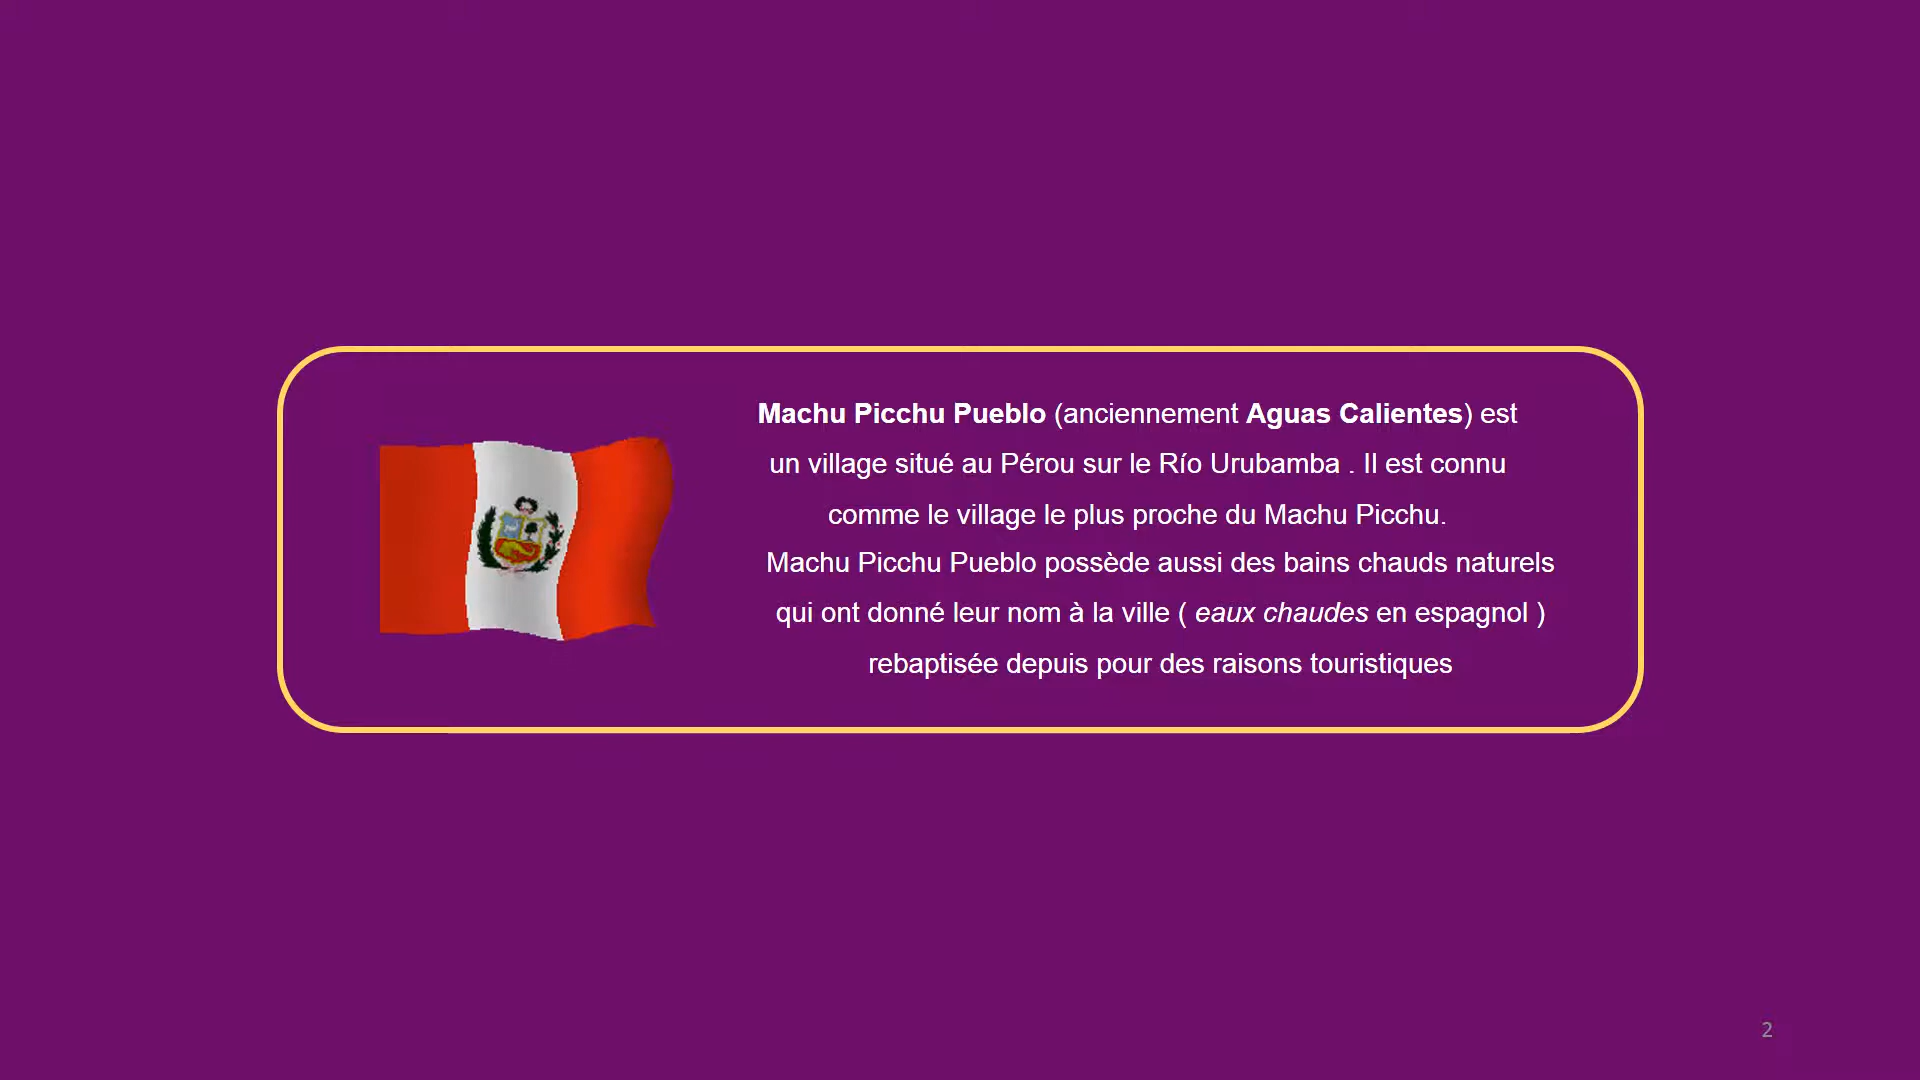 Machu Picchu Pueblo (anciennement Aguas Calientes) est
un village situé au Pérou sur le Río Urubamba . Il est connu
comme le village le plus proche du Machu Picchu.
Machu Picchu Pueblo possède aussi des bains chauds naturels
qui ont donné leur nom à la ville ( eaux chaudes en espagnol )
rebaptisée depuis pour des raisons touristiques
2